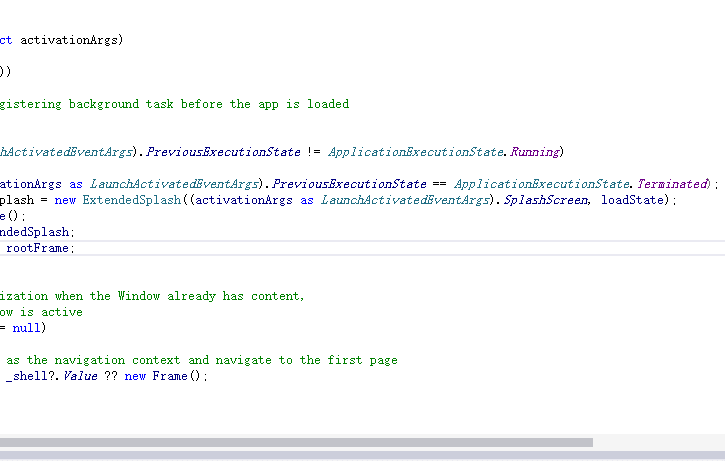 ct activationArgs)
))
gistering background task before the app is loaded
hActivatedEventArgs).PreviousExecutionState != ApplicationExecutionState.Running)
ationArgs as LaunchActivatedEventArgs).PreviousExecutionState == ApplicationExecutionState.Terminated);
plash = new ExtendedSplash((activationArgs as LaunchActivatedEventArgs).SplashScreen, loadState);
e();
ndedSplash;
rootFrame;
ization when the Window already has content,
ow is active
= null)
as the navigation context and navigate to the first page
_shell?.Value ?? new Frame();